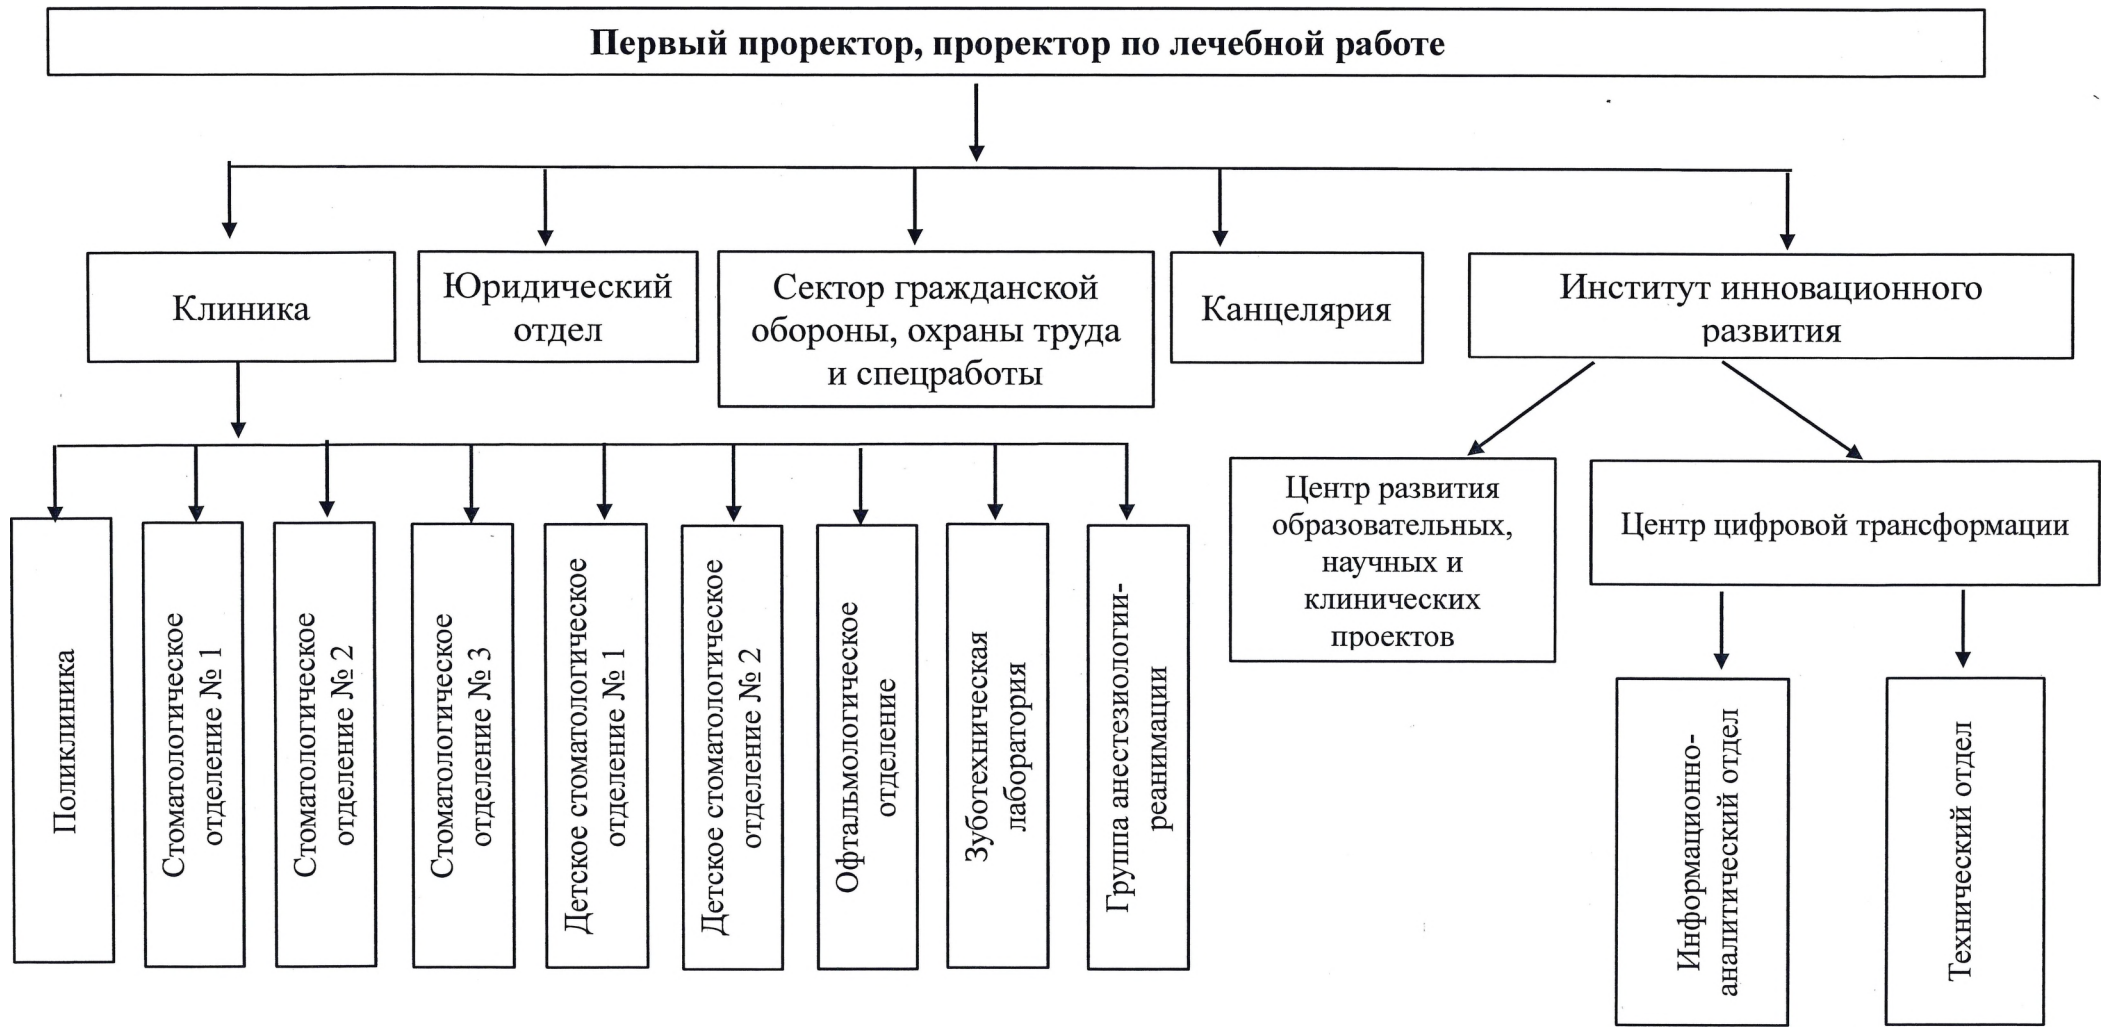 Первый проректор, проректор по лечебной работе
Клиника
Юридический
отдел
Сектор гражданской
обороны, охраны труда
и спецработы
Канцелярия
Институт инновационного
развития
Центр развития
образовательных,
научных и
клинических
проектов
Центр цифровой трансформации
Поликлиника
Стоматологическое
отделение № 1
Стоматологическое
отделение № 2
Стоматологическое
отделение № 3
Детское стоматологическое
отделение № 1
Детское стоматологическое
отделение № 2
Офтальмологическое
отделение
Зуботехническая
лаборатория
Группа анестезиологии-
реанимации
Информационно-
аналитический отдел
Технический отдел